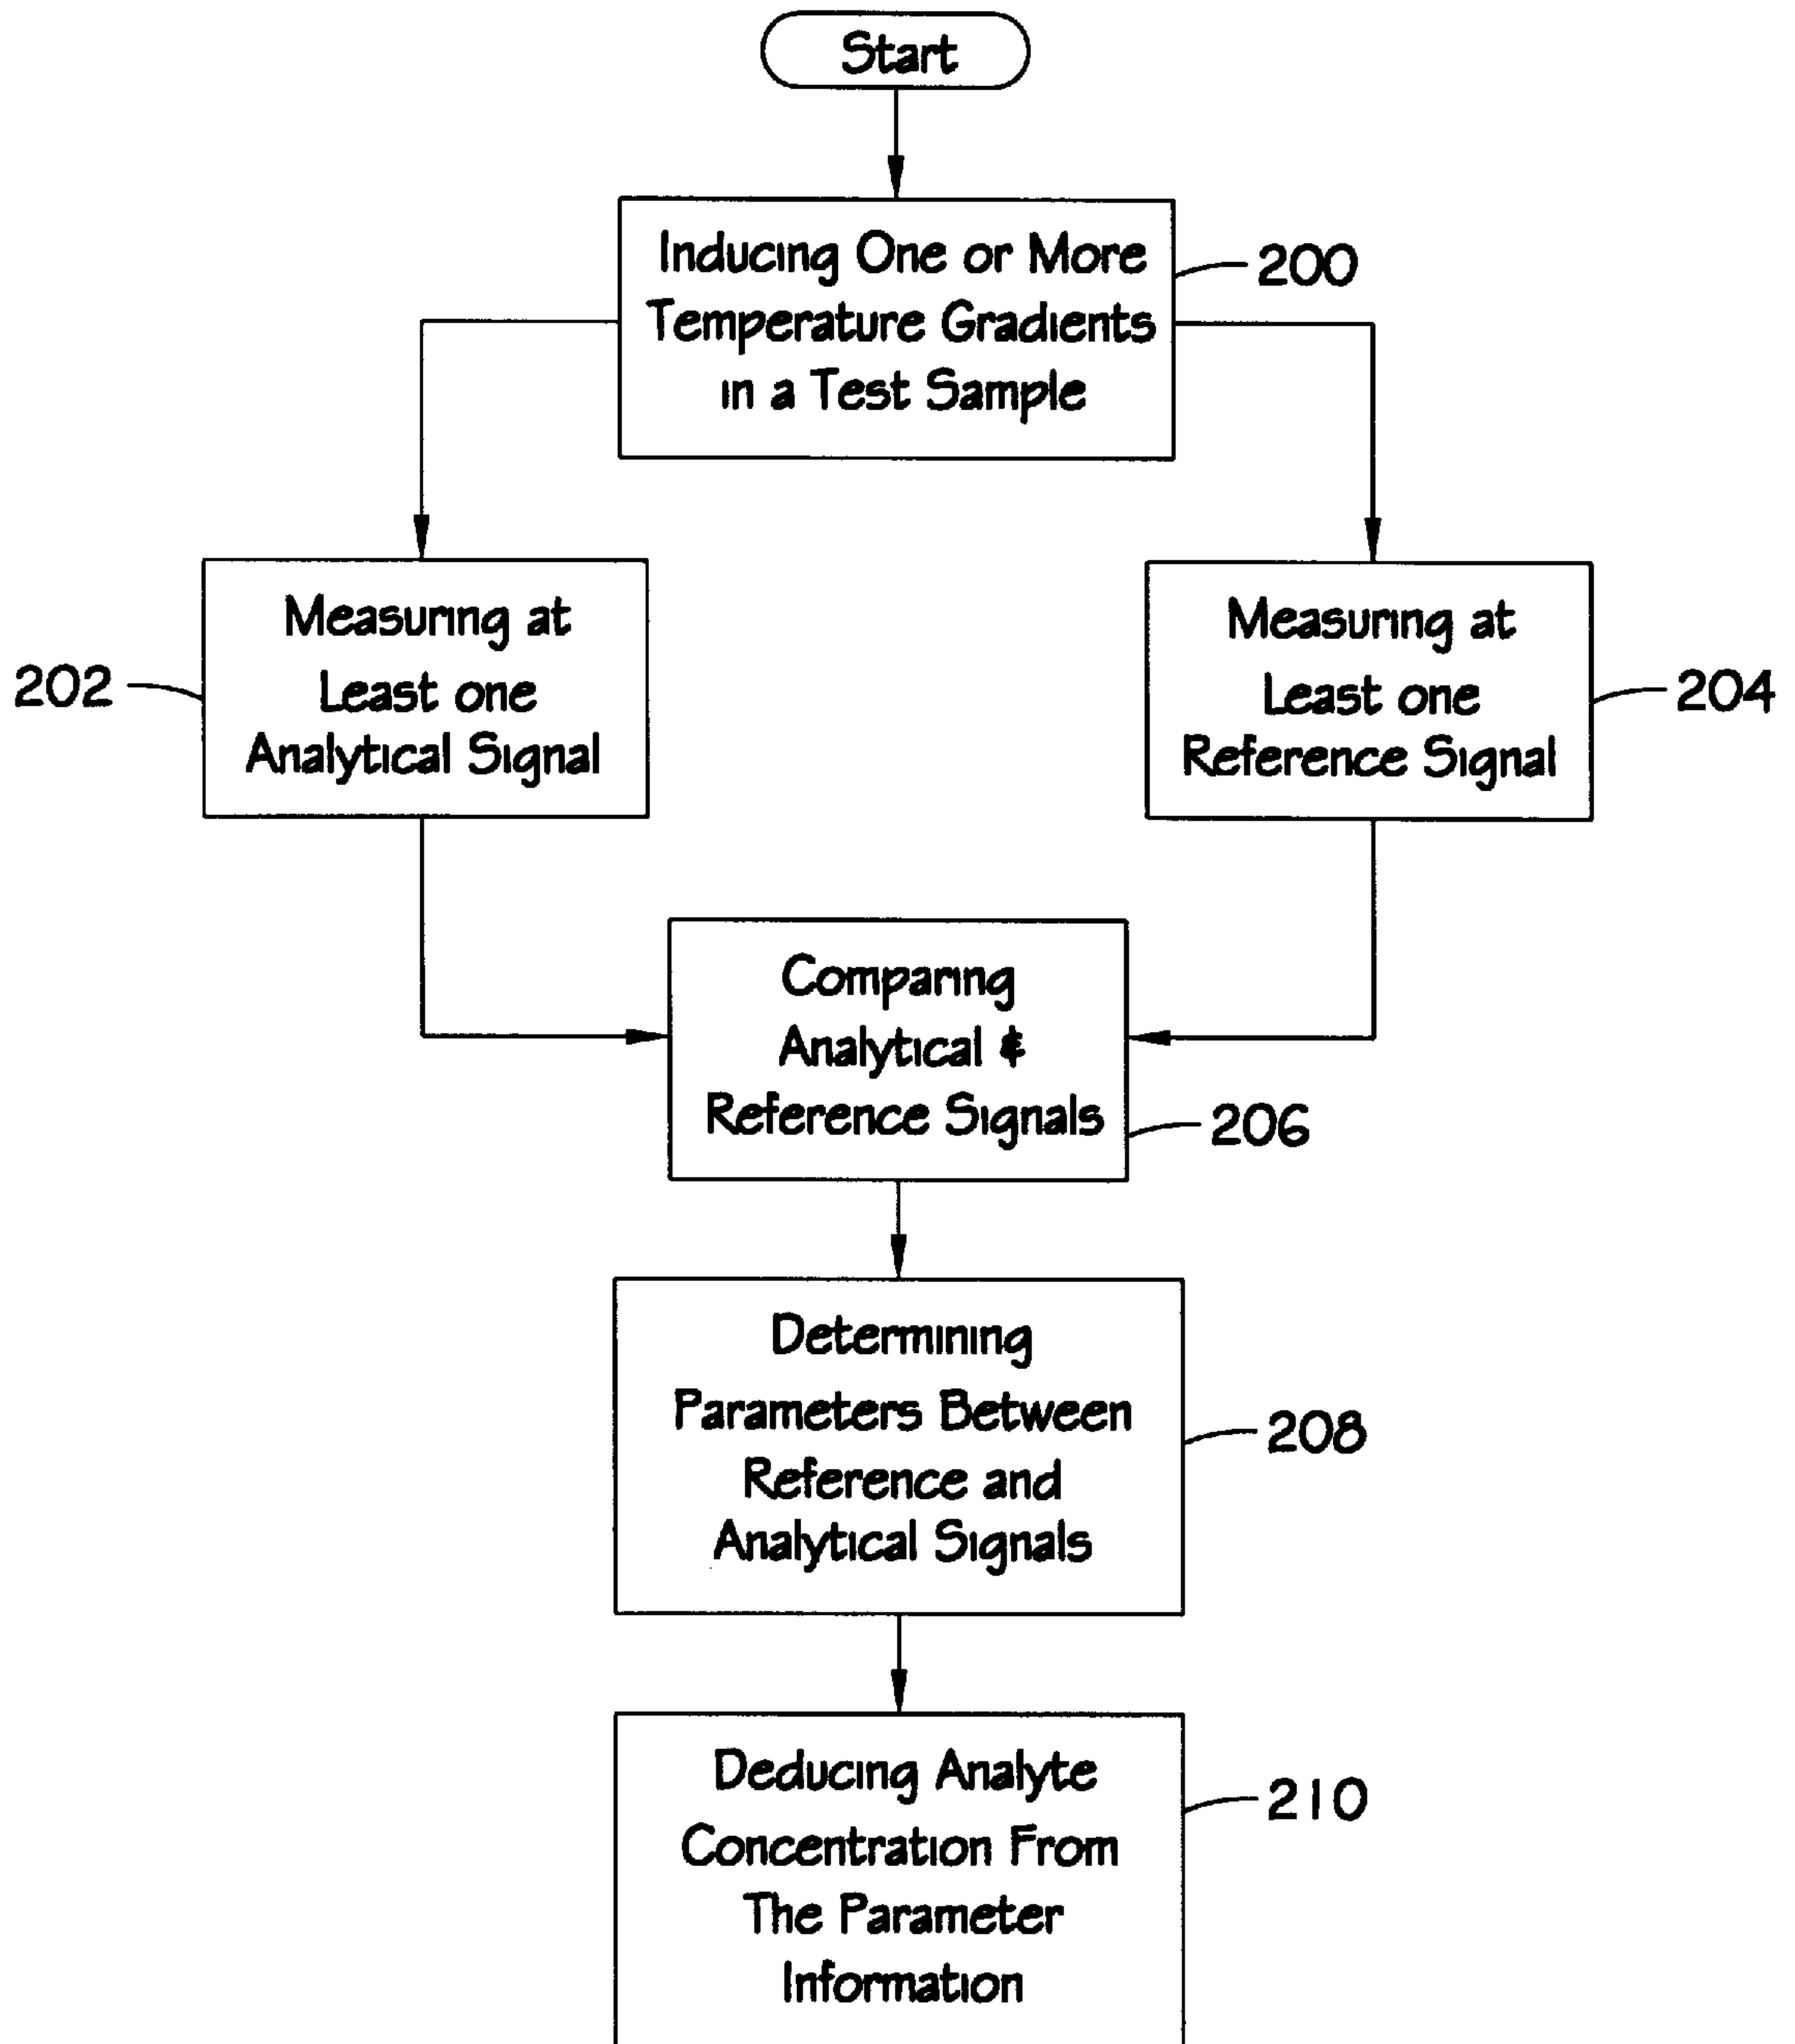 Start
Inducing One or More
Temperature Gradients
in a Test Sample
200
Measuring at
Least one
Analytical Signal
202
Measuring at
Least one
Reference Signal
204
Comparing
Analytical &
Reference Signals
206
Determining
Parameters Between
Reference and
Analytical Signals
208
Deducing Analyte
Concentration From
The Parameter
Information
210